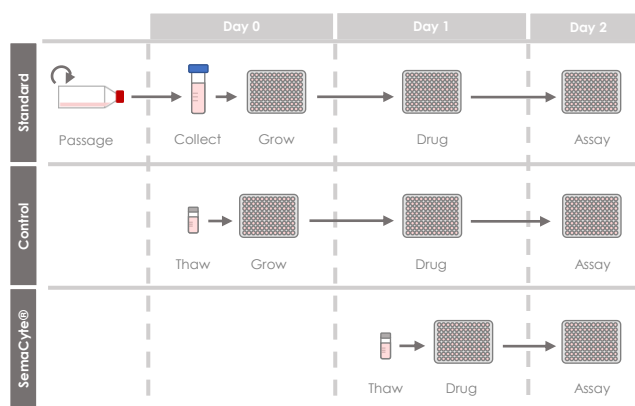 Day 0 Day 1 Day 2
Standard
Passage Collect Grow Drug Assay
Control
Thaw Grow Drug Assay
SemaCyte®
Thaw Drug Assay